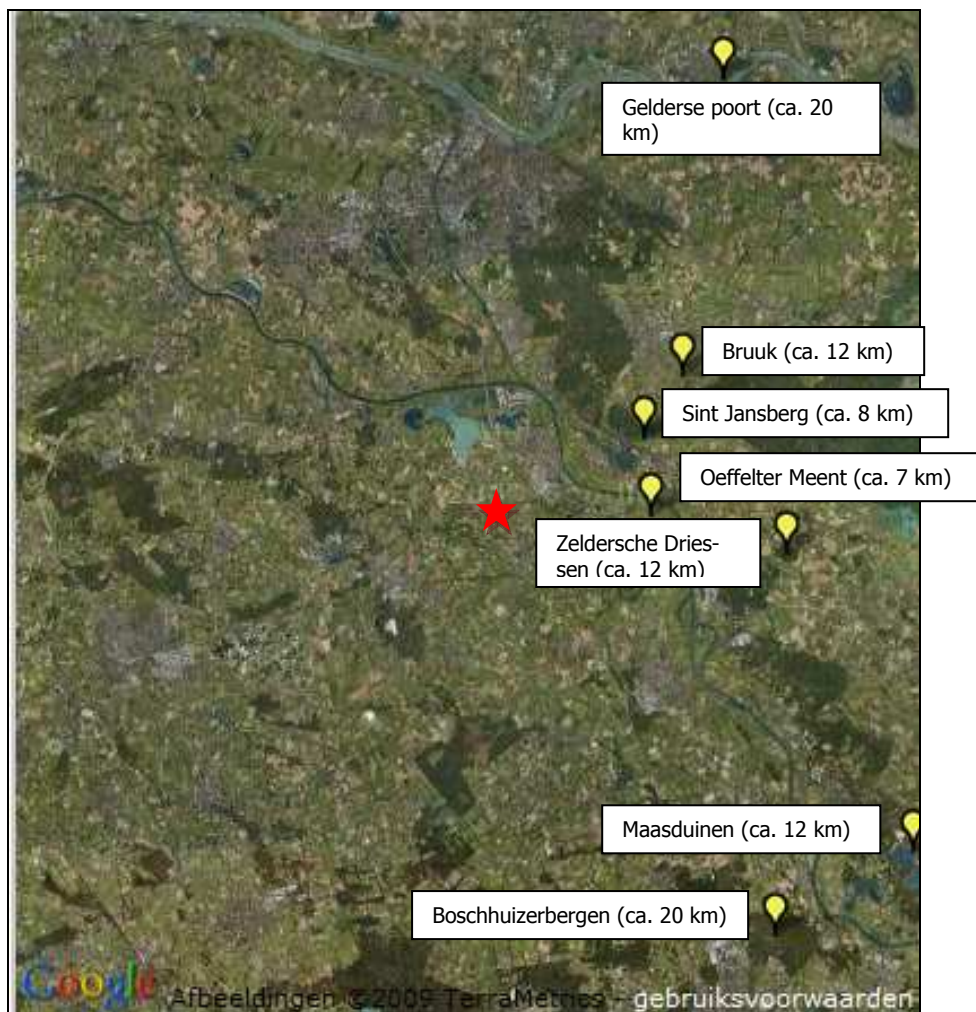 Gelderse poort (ca. 20
km)
Bruuk (ca. 12 km)
Sint Jansberg (ca. 8 km)
Oeffelter Meent (ca. 7 km)
Zeldersche Dries-
sen (ca. 12 km)
Maasduinen (ca. 12 km)
Boschhuizerbergen (ca. 20 km)
Google
Afbeeldingen ©2009 TerraMetrics - gebruiksvoorwaarden